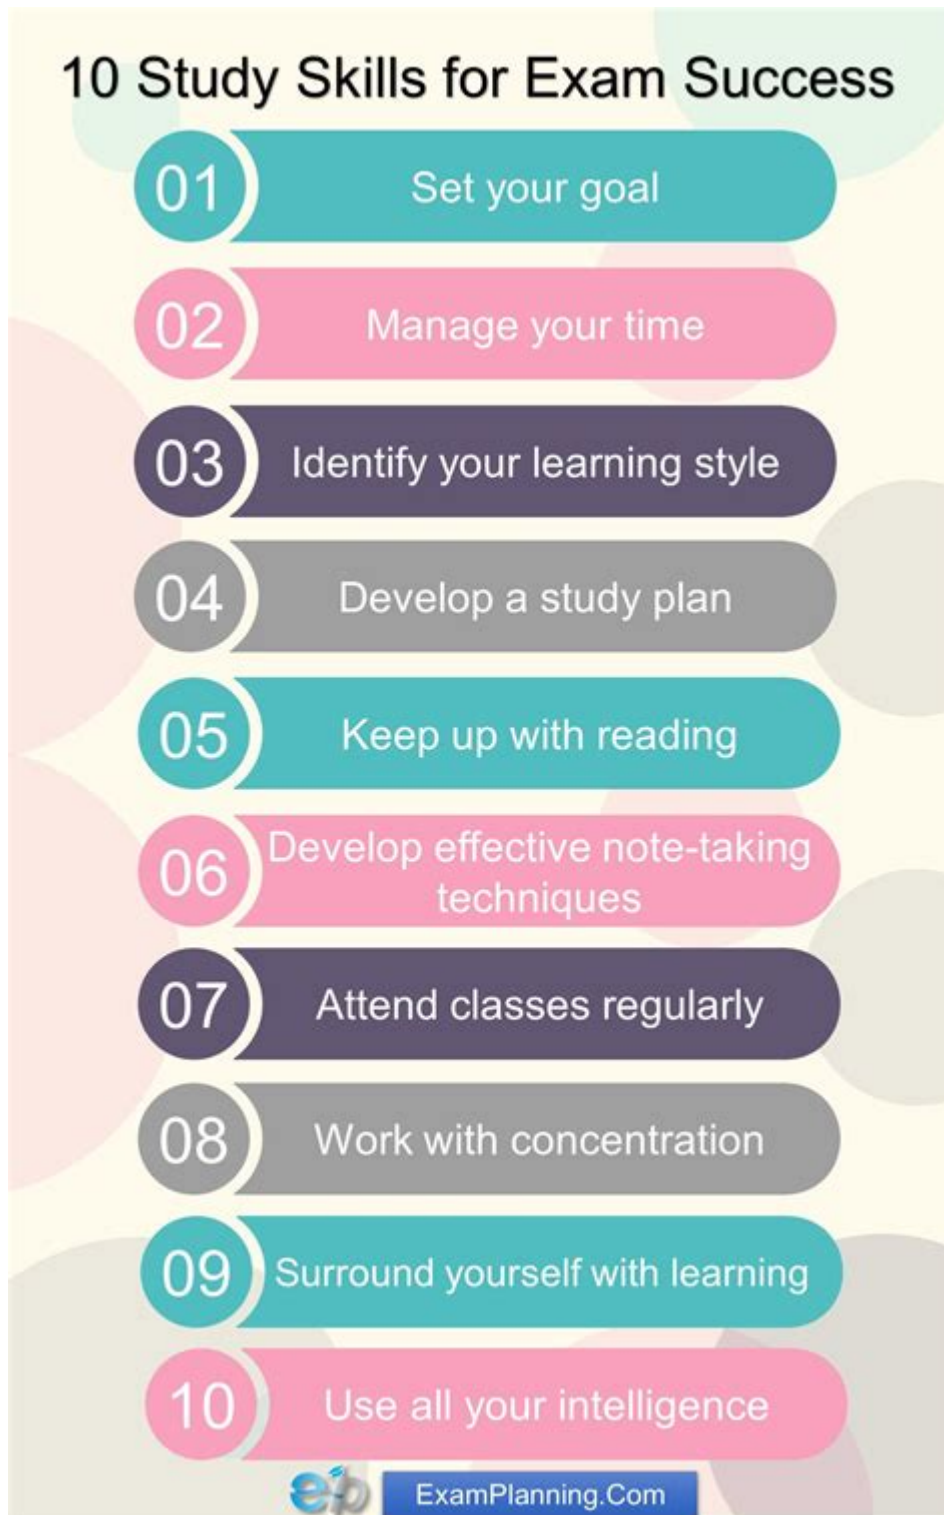 10 Study Skills for Exam Success
01 Set your goal
02 Manage your time
03 Identify your learning style
04 Develop a study plan
05 Keep up with reading
06 Develop effective note-taking
techniques
07 Attend classes regularly
08 Work with concentration
09 Surround yourself with learning
10 Use all your intelligence
ExamPlanning.Com